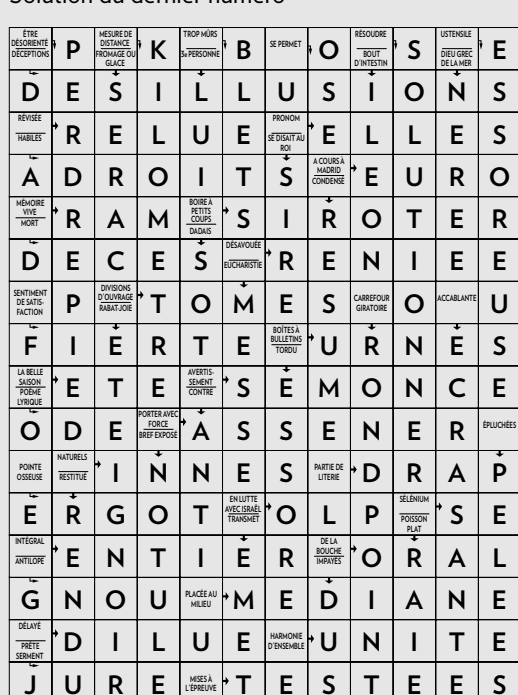 Solution du dernier numéro
ÊTRE DÉSORIENTÉ DÉCEPTIONS P MESURE DE DISTANCE FROMAGE OU GLACE K TROP MÛRS 3e PERSONNE B SE PERMET O RÉSOUDRE BOUT D'INTESTIN S USTENSILE DIEU GREC DE LA MER E
D E S I L L U S I O N S
RÉVISÉE HABILES R E L U E PRONOM SE DISAIT AU ROI E L L E S
A D R O I T S A COURS À MADRID CONDENSÉ E U R O
MÉMOIRE VIVE MORT R A M BOIRE À PETITS COUPS DADAIS S I R O T E R
D E C E S DÉSAVOUÉE EUCHARISTIE R E N I E E
SENTIMENT DE SATIS- FACTION P DIVISIONS D'OUVRAGE RABAT-JOIE T O M E S CARREFOUR GIRATOIRE O ACCABLANTE U
F I E R T E BOÎTES À BULLETINS TORDU U R N E S
LA BELLE SAISON POÈME LYRIQUE E T E AVERTIS- SEMENT CONTRE S E M O N C E
O D E PORTER AVEC FORCE BREF EXPOSÉ A S S E N E R ÉPLUCHÉES
POINTE OSSEUSE NATURELS RESTITUÉ I N N E S PARTIE DE LITERIE D R A P
E R G O T EN LUTTE AVEC ISRAËL TRANSMET O L P SÉLÉNIUM POISSON PLAT S E
INTÉGRAL ANTILOPE E N T I E R DE LA BOUCHE IMPAYÉS O R A L
G N O U PLACÉE AU MILIEU M E D I A N E
DÉLAYÉ PRÊTE SERMENT D I L U E HARMONIE D'ENSEMBLE U N I T E
J U R E MISES À L'ÉPREUVE T E S T E E S